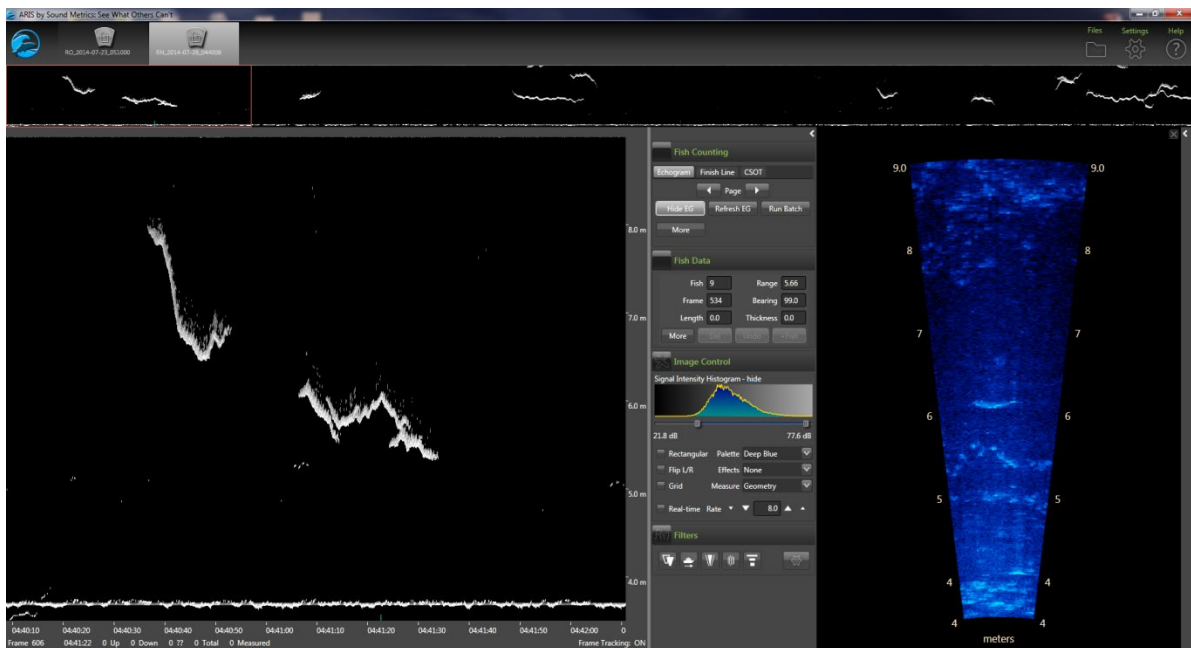 ARIS by Sound Metrics: See What Others Can't
Files Settings Help
RO_2014-07-23_051000
Fish Counting
Echogram Finish Line CSOT
Page
Hide EG Refresh EG Run Batch
More
Fish Data
Fish 9 Range 5.66
Frame 534 Bearing 99.0
Length 0.0 Thickness 0.0
More
Image Control
Signal Intensity Histogram - hide
21.8 dB 77.6 dB
Rectangular Palette Deep Blue
Flip L/R Effects None
Grid Measure Geometry
Real-time Rate 8.0
Filters
8.0 m
7.0 m
6.0 m
5.0 m
4.0 m
04:40:10 04:40:20 04:40:30 04:40:40 04:40:50 04:41:00 04:41:10 04:41:20 04:41:30 04:41:40 04:41:50 04:42:00 0
Frame 606 04:41:22 0 Up 0 Down 0 ?? 0 Total 0 Measured Frame Tracking: ON
9.0 9.0
8 8
7 7
6 6
5 5
4 4
4 4
meters